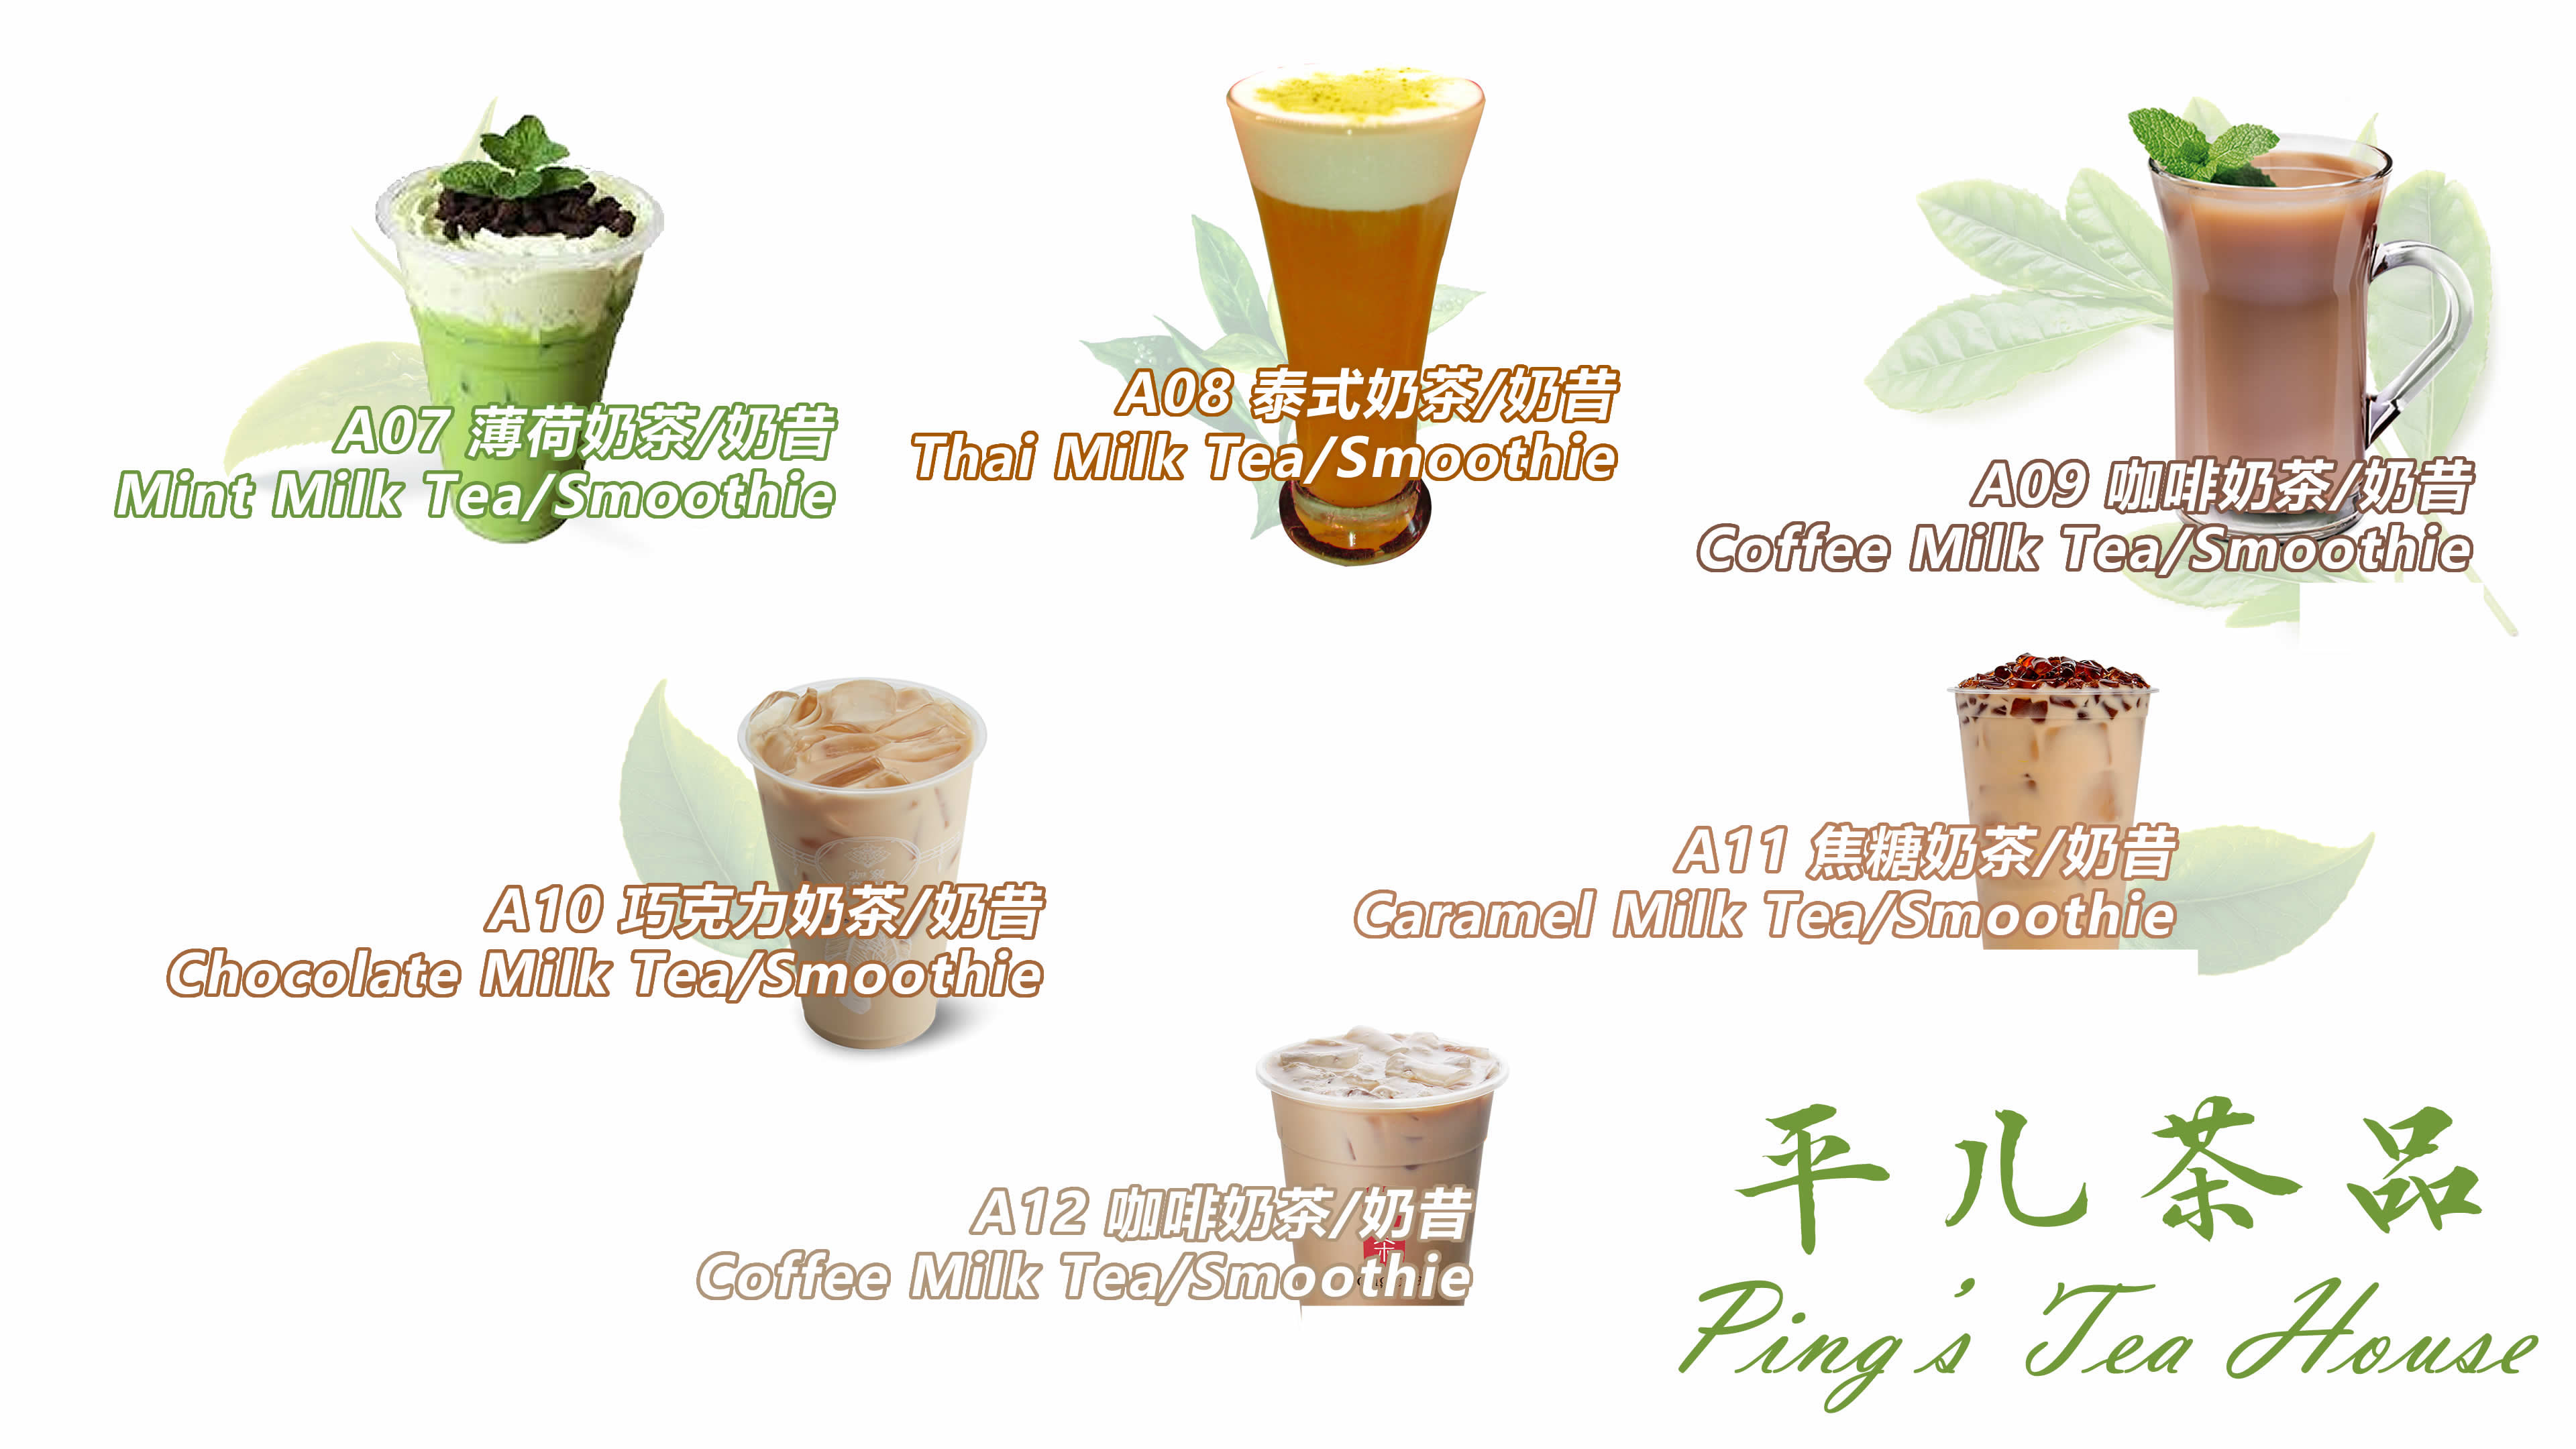 A07 薄荷奶茶/奶昔
Mint Milk Tea/Smoothie
A08 泰式奶茶/奶昔
Thai Milk Tea/Smoothie
A09 咖啡奶茶/奶昔
Coffee Milk Tea/Smoothie
A10 巧克力奶茶/奶昔
Chocolate Milk Tea/Smoothie
A11 焦糖奶茶/奶昔
Caramel Milk Tea/Smoothie
A12 咖啡奶茶/奶昔
Coffee Milk Tea/Smoothie
平儿茶品
Ping's Tea House